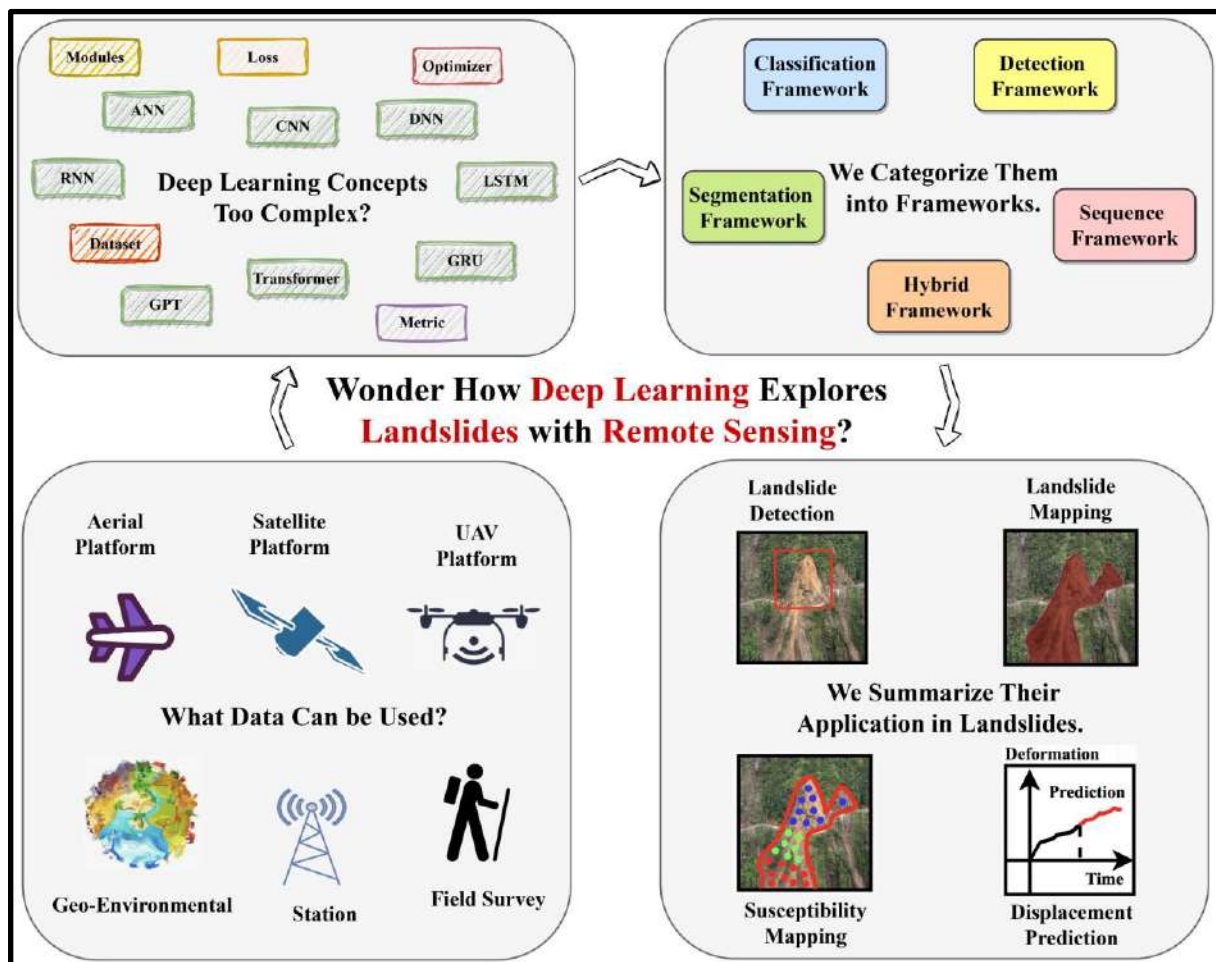 Modules
Loss
Optimizer
ANN
CNN
DNN
RNN
Deep Learning Concepts
Too Complex?
LSTM
Dataset
Transformer
GRU
GPT
Metric
Classification
Framework
Detection
Framework
Segmentation
Framework
We Categorize Them
into Frameworks.
Sequence
Framework
Hybrid
Framework
Wonder How Deep Learning Explores
Landslides with Remote Sensing?
Aerial
Platform
Satellite
Platform
UAV
Platform
What Data Can be Used?
Geo-Environmental
Station
Field Survey
Landslide
Detection
Landslide
Mapping
We Summarize Their
Application in Landslides.
Susceptibility
Mapping
Deformation
Prediction
Time
Displacement
Prediction